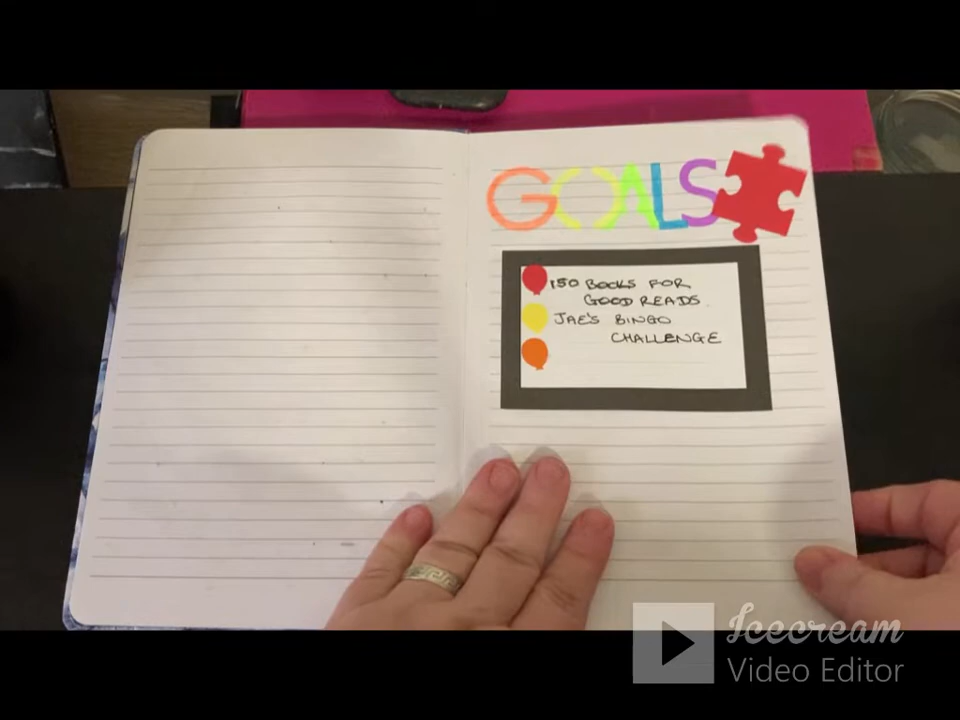 GOALS
150 BOOKS FOR
GOOD READS.
JAE'S BINGO
CHALLENGE
Icecream
Video Editor